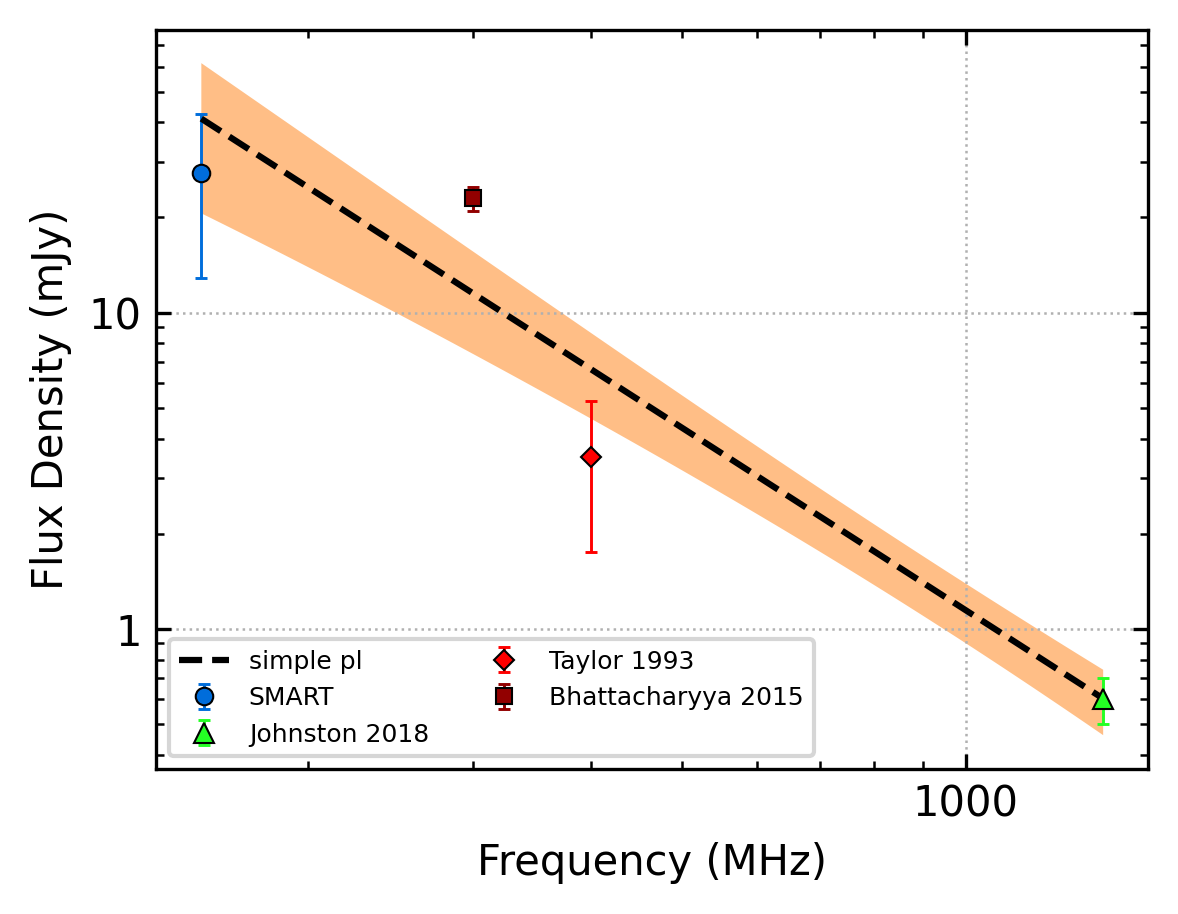 Flux Density (mJy)
10
1
simple pl
SMART
Johnston 2018
Taylor 1993
Bhattacharyya 2015
1000
Frequency (MHz)